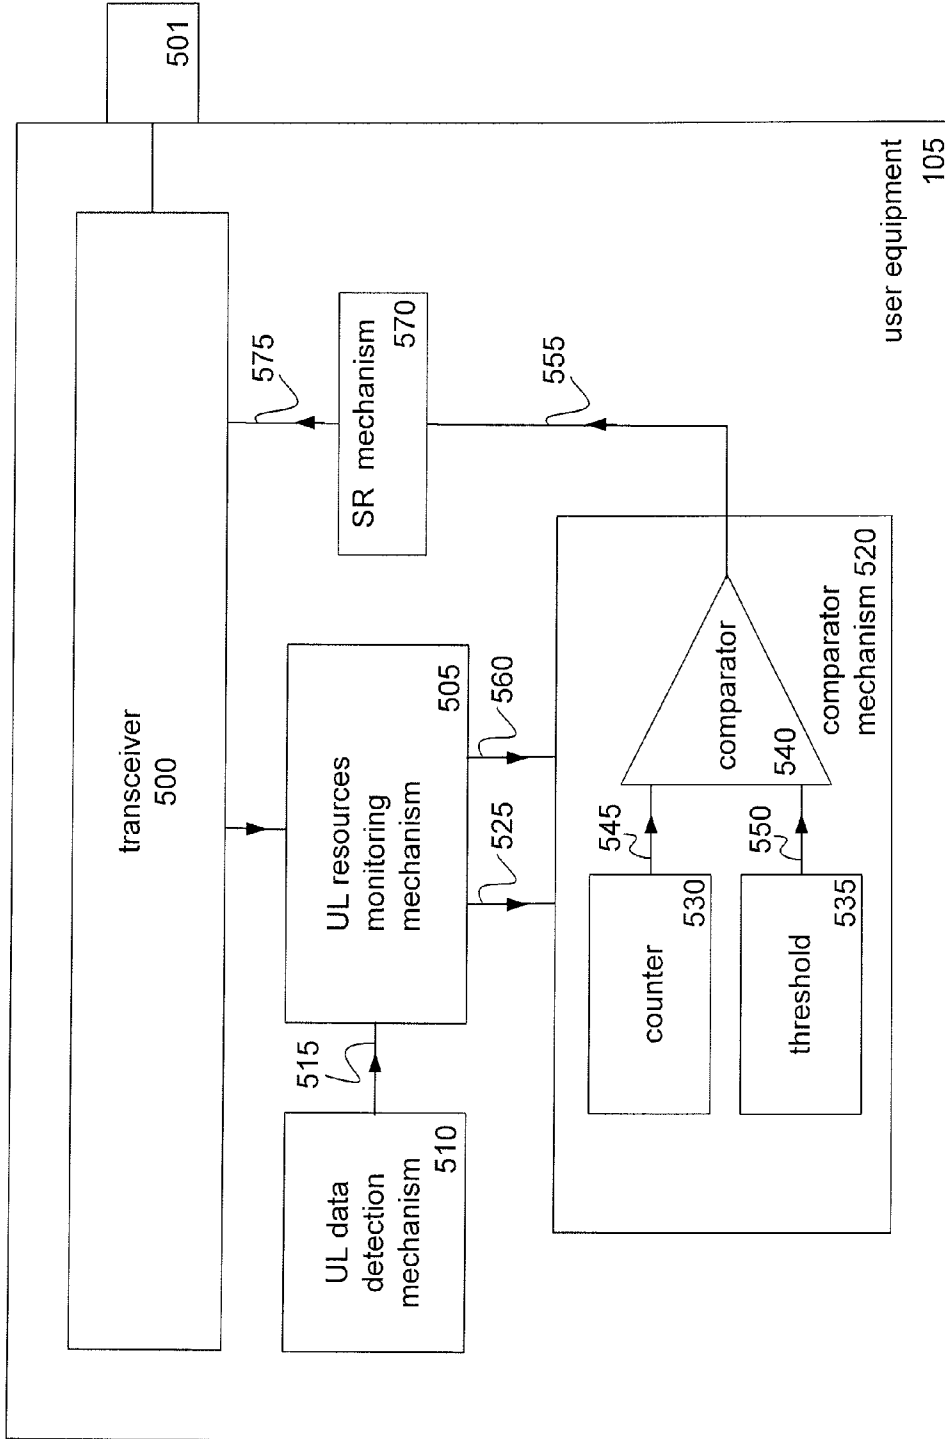 501
transceiver
500
575
SR mechanism
570
555
UL resources
monitoring
mechanism
505
515
525
560
UL data
detection
mechanism
510
counter
530
545
threshold
535
550
comparator
540
comparator
mechanism 520
user equipment
105